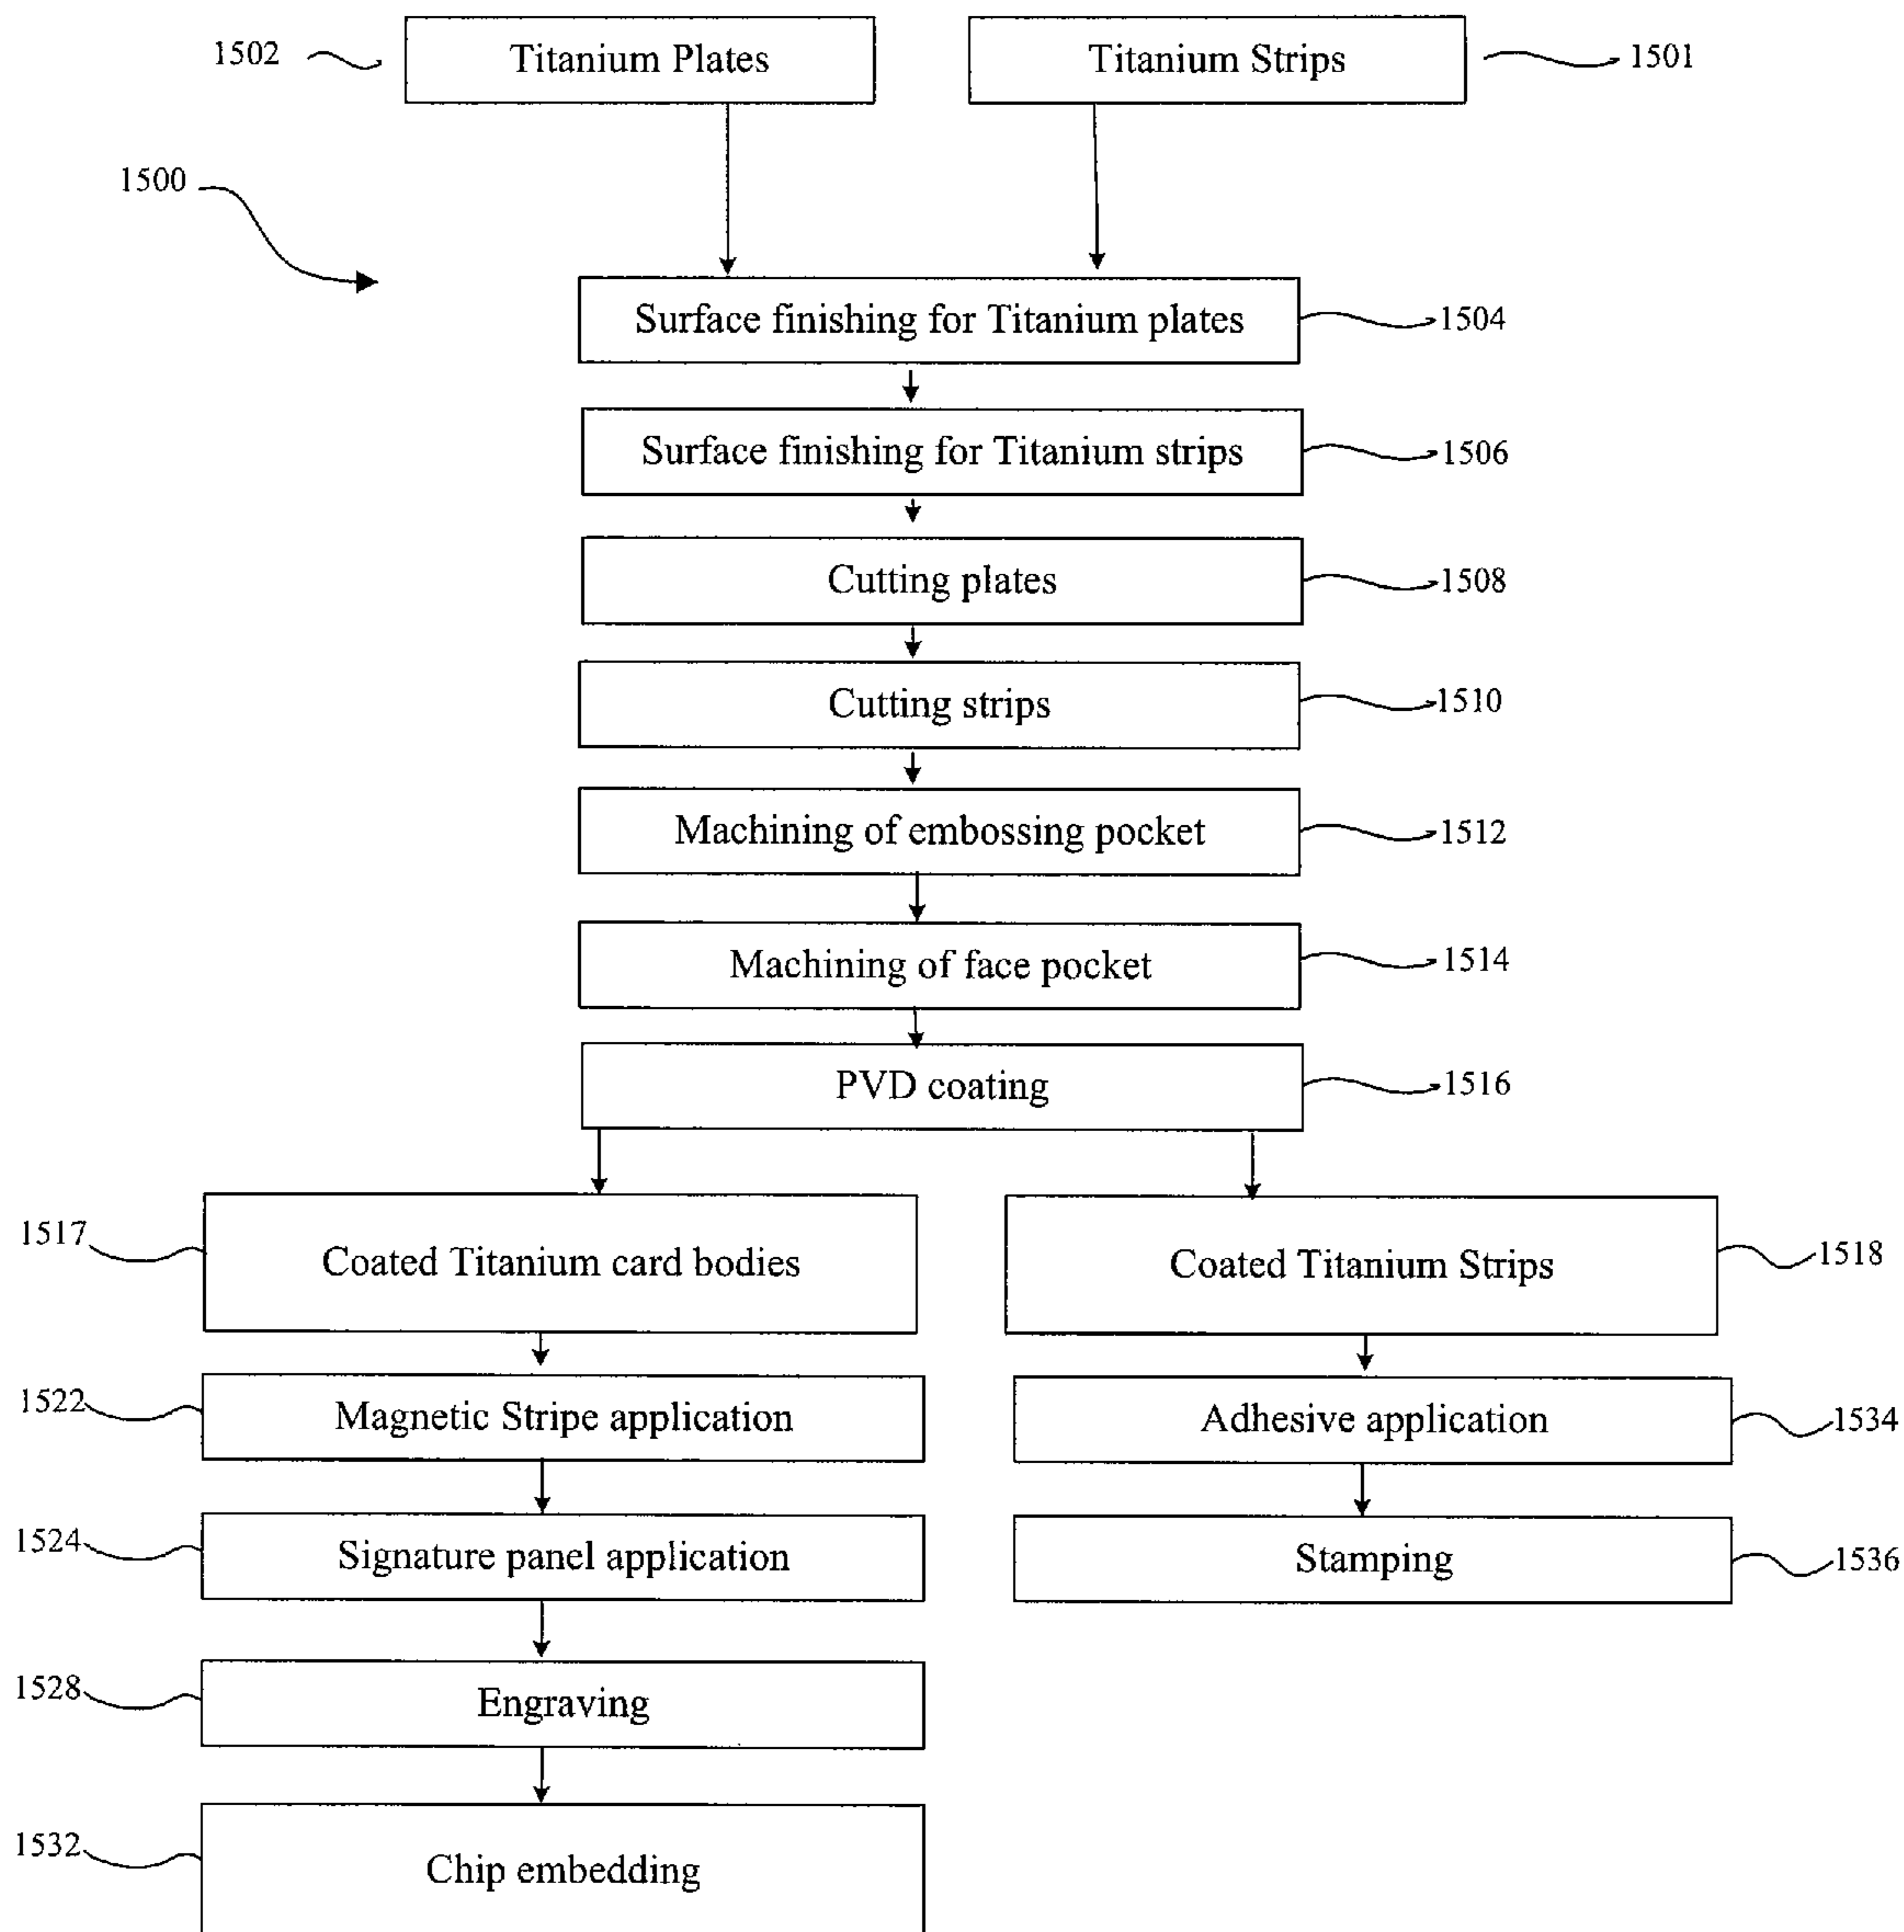 1502
Titanium Plates
Titanium Strips
1501
1500
Surface finishing for Titanium plates
1504
Surface finishing for Titanium strips
1506
Cutting plates
1508
Cutting strips
1510
Machining of embossing pocket
1512
Machining of face pocket
1514
PVD coating
1516
1517
Coated Titanium card bodies
Coated Titanium Strips
1518
1522
Magnetic Stripe application
Adhesive application
1534
1524
Signature panel application
Stamping
1536
1528
Engraving
1532
Chip embedding